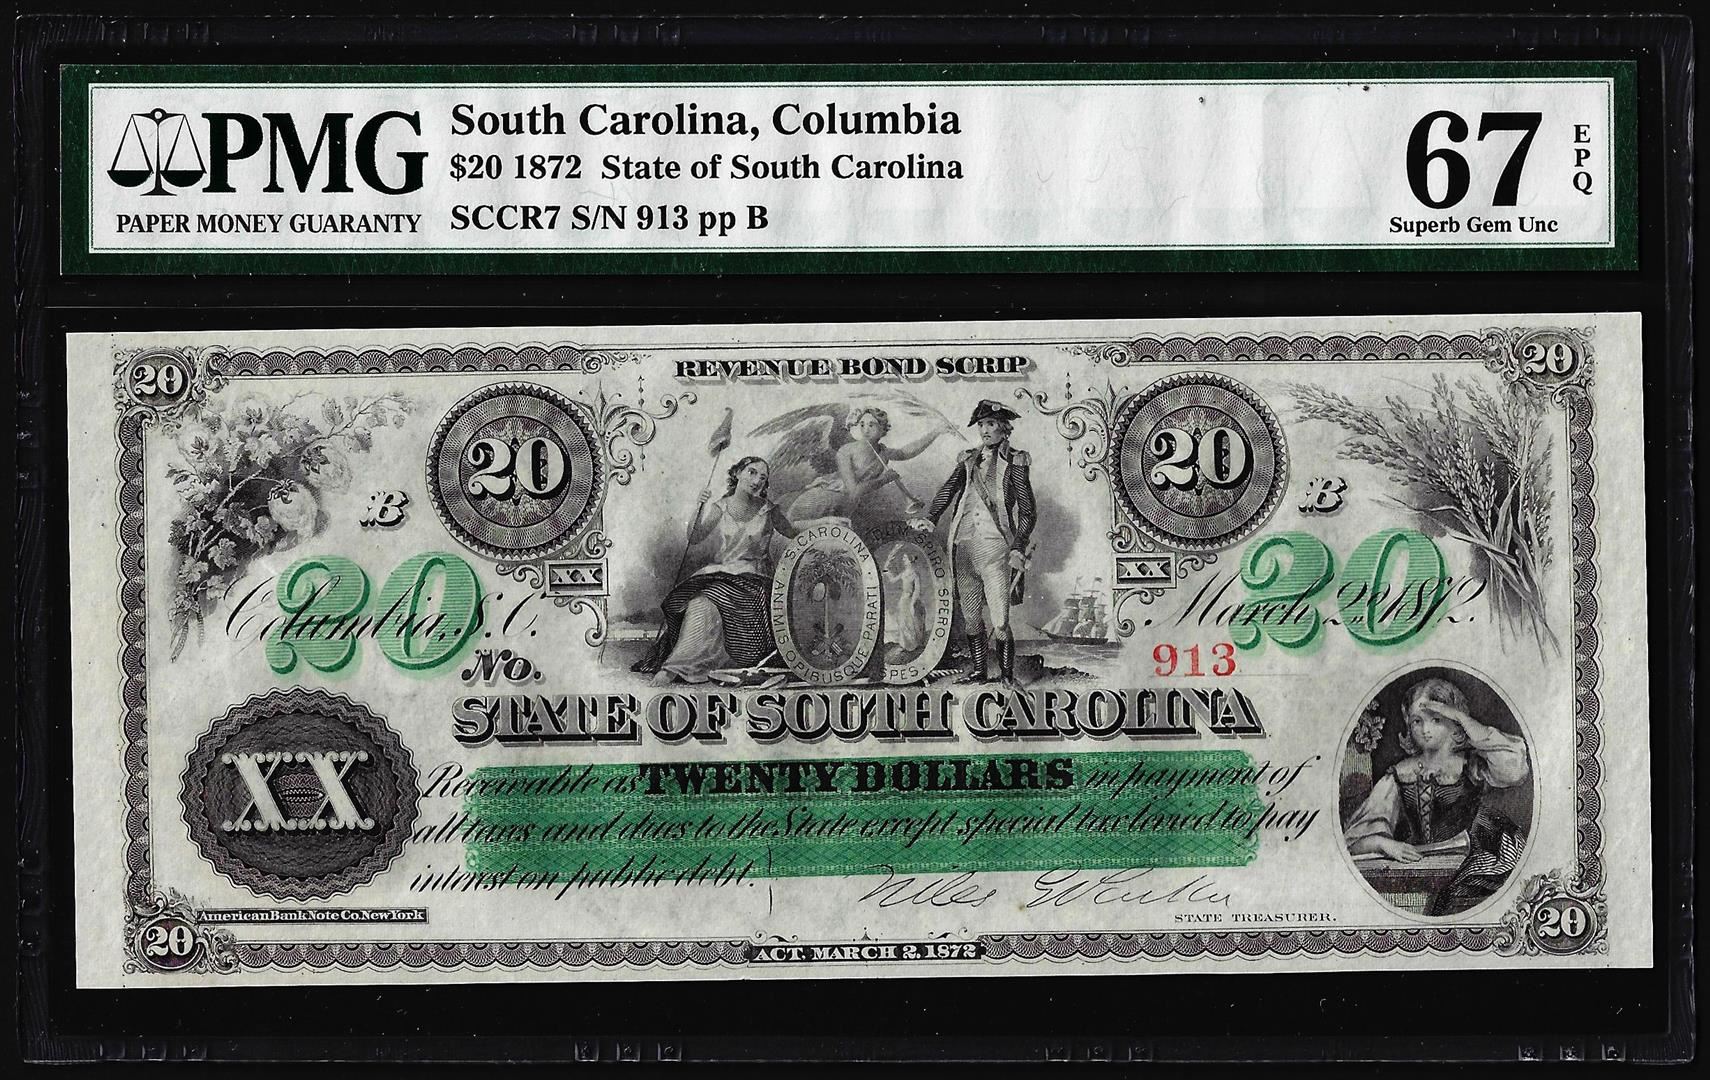 PMG
PAPER MONEY GUARANTY
South Carolina, Columbia
$20 1872 State of South Carolina
SCCR7 S/N 913 pp B
67
EPQ
Superb Gem Unc
20
20
REVENUE BOND SCRIP
20
20
B
B
XX
XX
20
20
S. CAROLINA
ANIMIS OPIBUSQUE PARATI
DUM SPIRO SPERO.
SPES
Columbia, S.C.
March 2nd 1872.
No.
913
STATE OF SOUTH CAROLINA
XX
Receivable as TWENTY DOLLARS in payment of
all taxes and dues to the State except special tax levied to pay
interest on public debt.
Niles G Parker
STATE TREASURER.
American Bank Note Co. New York
20
ACT. MARCH 2, 1872
20